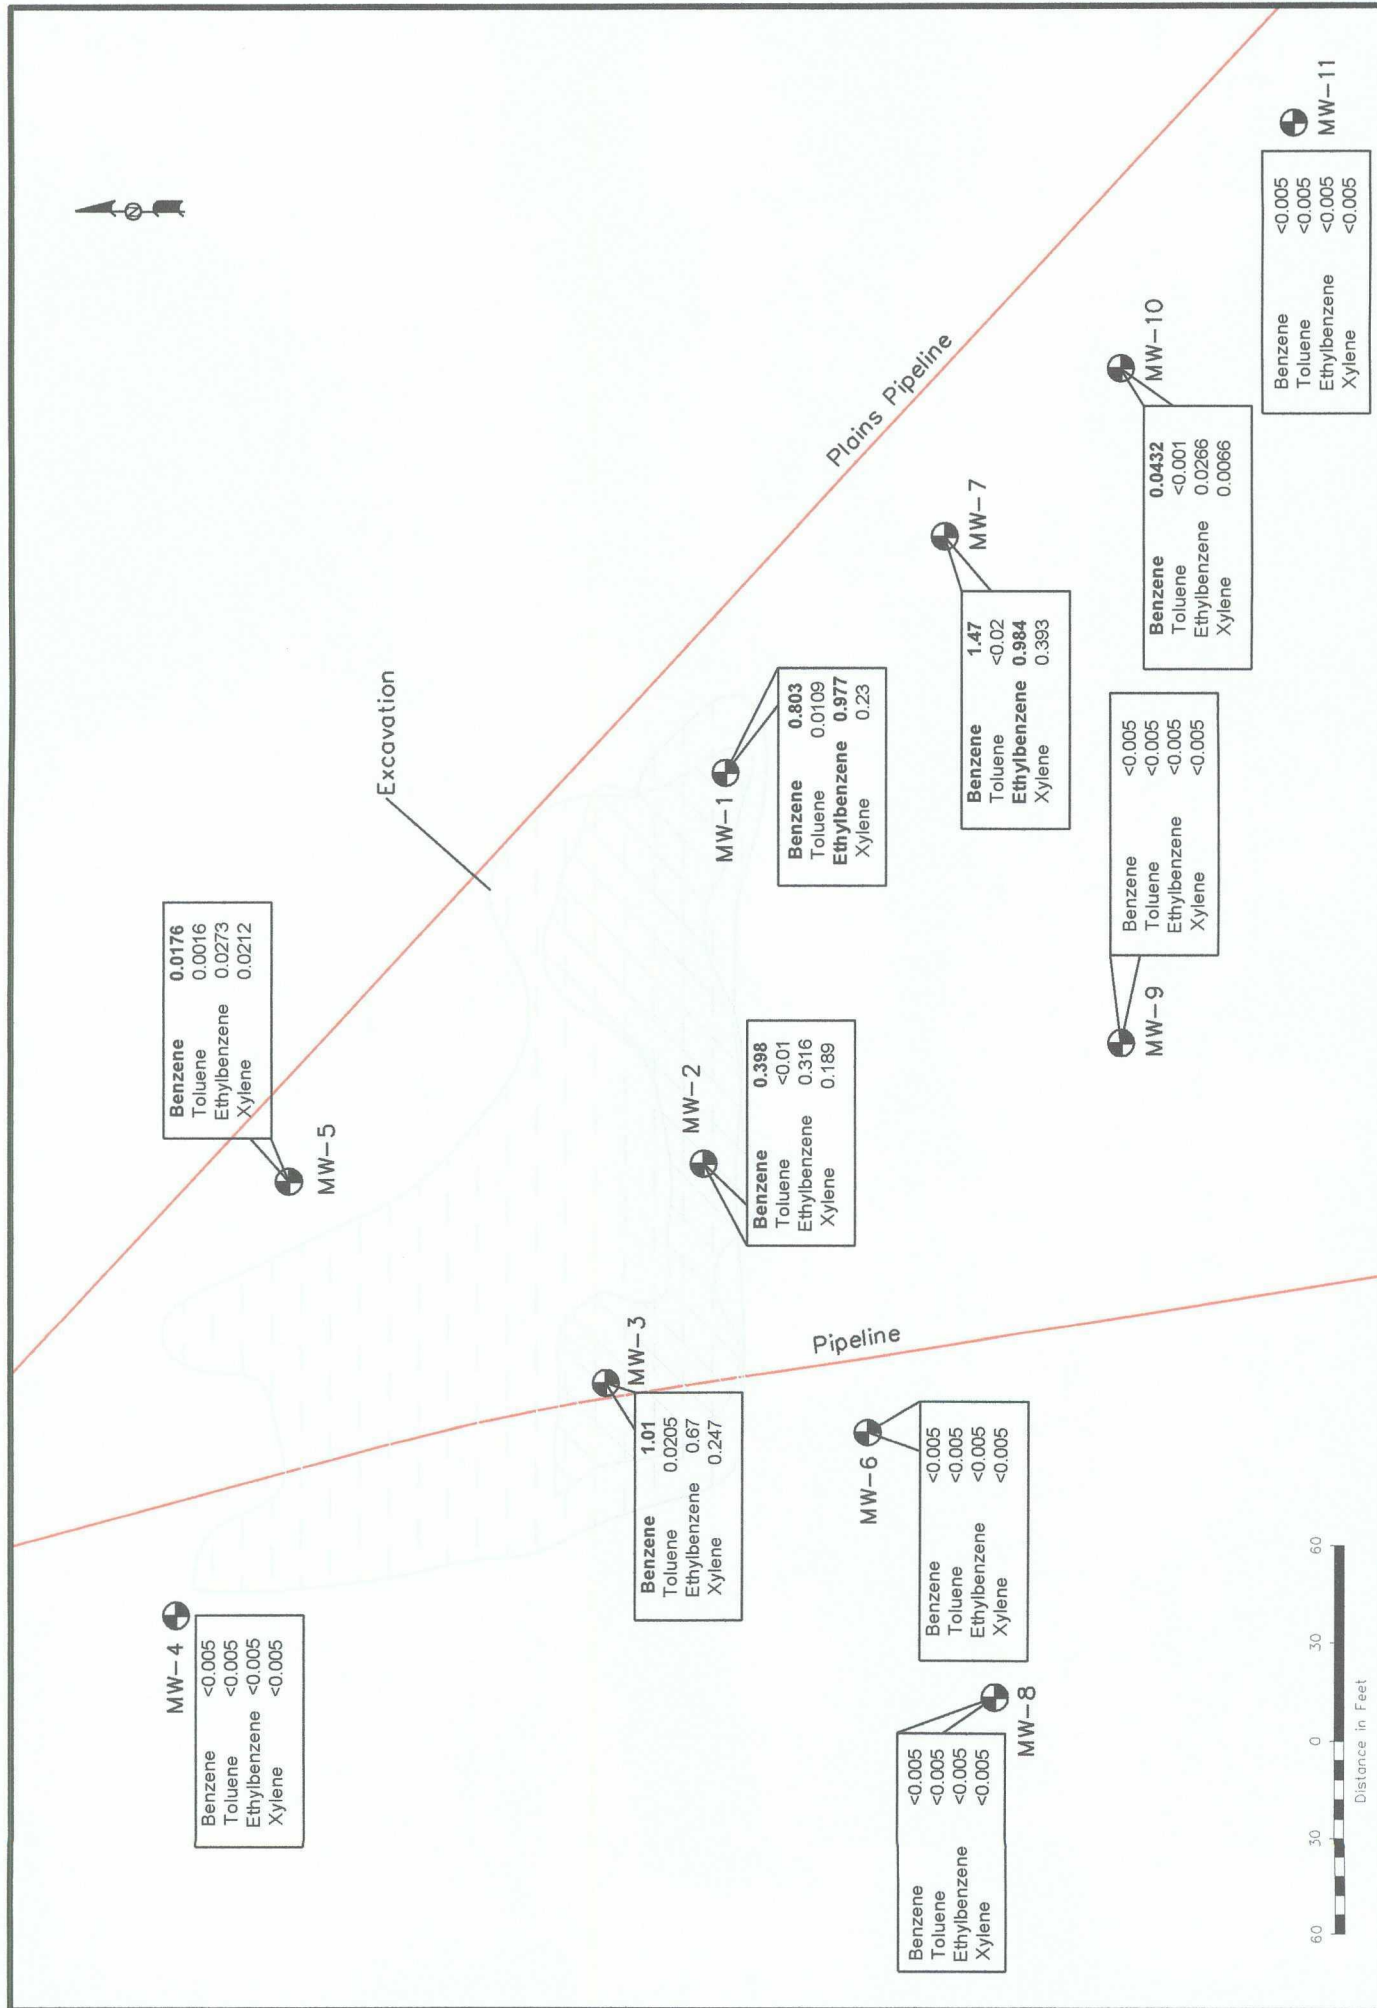 N
Excavation
Plains Pipeline
Pipeline
MW-4
Benzene <0.005
Toluene <0.005
Ethylbenzene <0.005
Xylene <0.005
MW-5
Benzene 0.0176
Toluene 0.0016
Ethylbenzene 0.0273
Xylene 0.0212
MW-3
Benzene 1.01
Toluene 0.0205
Ethylbenzene 0.67
Xylene 0.247
MW-2
Benzene 0.398
Toluene <0.01
Ethylbenzene 0.316
Xylene 0.189
MW-1
Benzene 0.803
Toluene 0.0109
Ethylbenzene 0.977
Xylene 0.23
MW-6
Benzene <0.005
Toluene <0.005
Ethylbenzene <0.005
Xylene <0.005
MW-7
Benzene 1.47
Toluene <0.02
Ethylbenzene 0.984
Xylene 0.393
MW-8
Benzene <0.005
Toluene <0.005
Ethylbenzene <0.005
Xylene <0.005
MW-9
Benzene <0.005
Toluene <0.005
Ethylbenzene <0.005
Xylene <0.005
MW-10
Benzene 0.0432
Toluene <0.001
Ethylbenzene 0.0266
Xylene 0.0066
MW-11
Benzene <0.005
Toluene <0.005
Ethylbenzene <0.005
Xylene <0.005
60 30 0 30 60
Distance in Feet